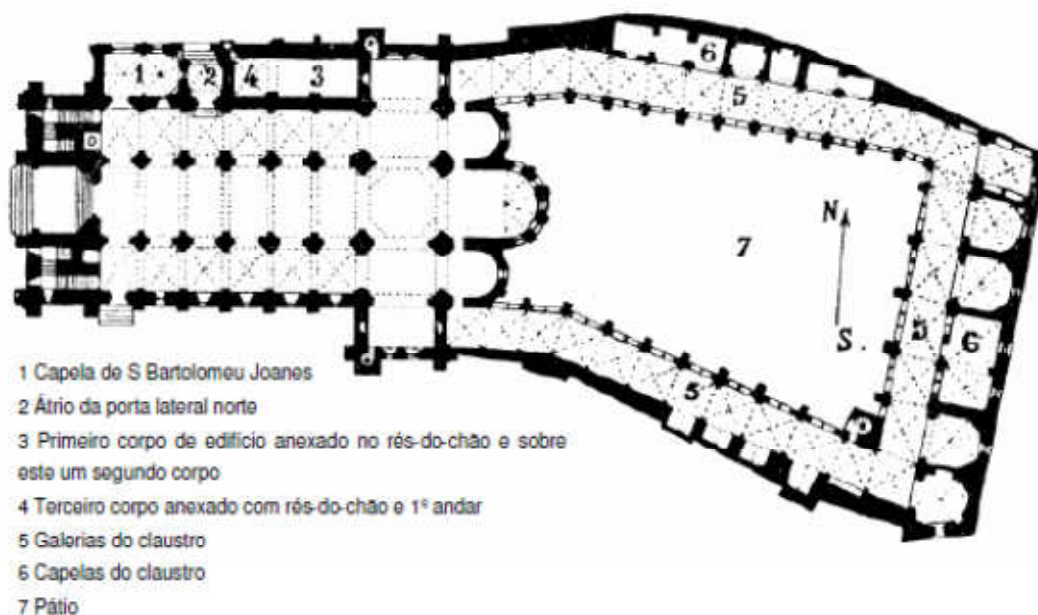 1
2
4
3
6
5
N
7
S.
5
6
5
1 Capela de S Bartolomeu Joanes
2 Átrio da porta lateral norte
3 Primeiro corpo de edifício anexado no rés-do-chão e sobre
este um segundo corpo
4 Terceiro corpo anexado com rés-do-chão e 1º andar
5 Galerias do claustro
6 Capelas do claustro
7 Pátio